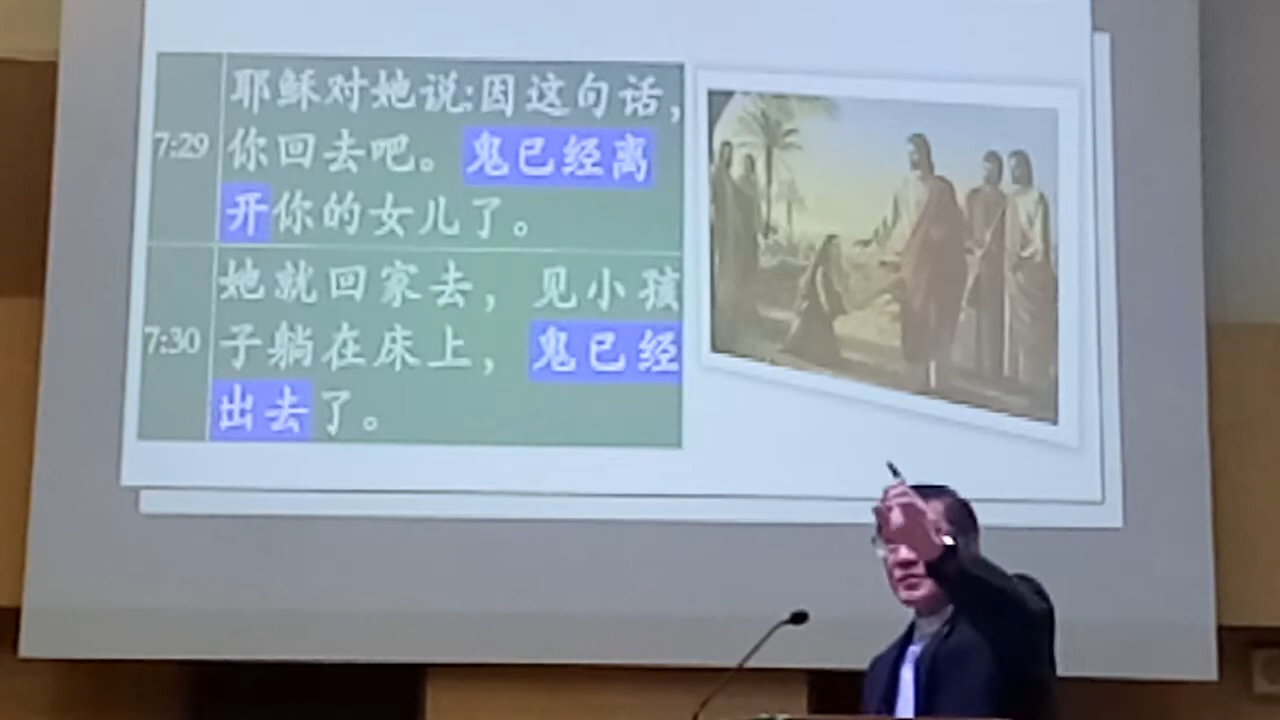 7:29
耶稣对她说:因这句话,
你回去吧。鬼已经离
开你的女儿了。
7:30
她就回家去，见小孩
子躺在床上，鬼已经
出去了。